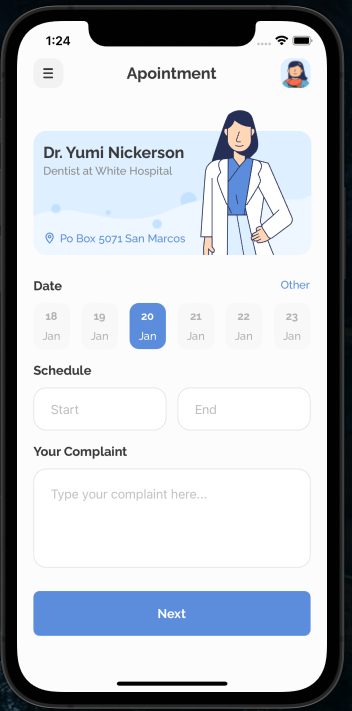 1:24
Apointment
Dr. Yumi Nickerson
Dentist at White Hospital
Po Box 5071 San Marcos
Date Other
18 19 20 21 22 23
Jan Jan Jan Jan Jan Jan
Schedule
Start End
Your Complaint
Type your complaint here...
Next